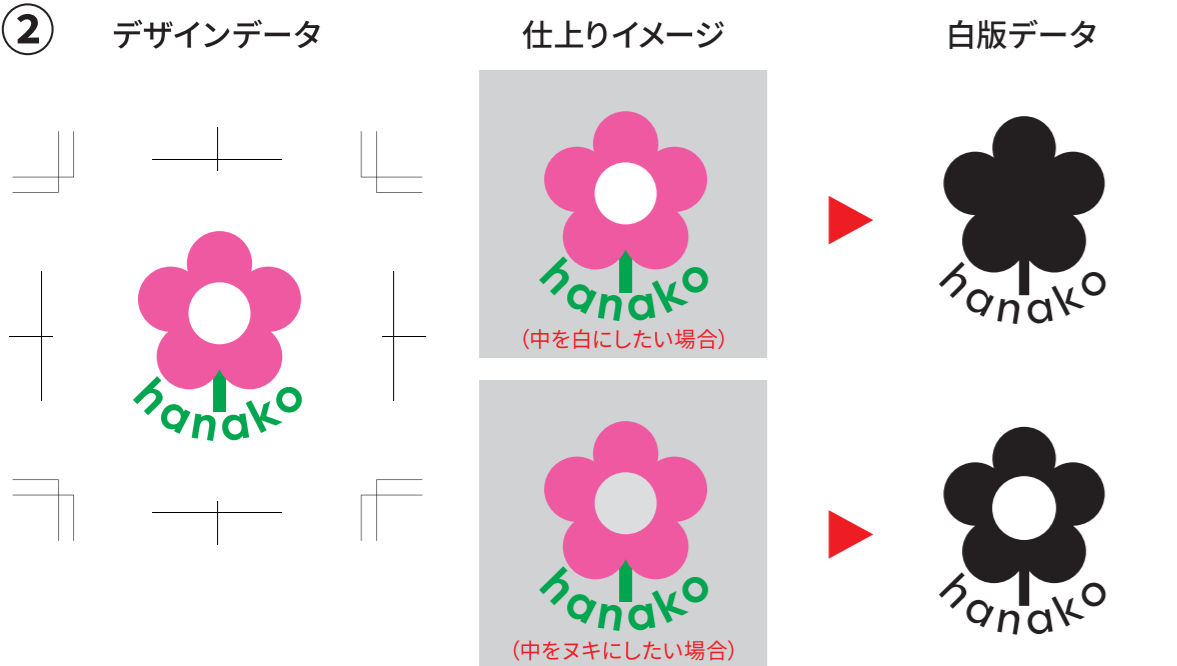 ②
デザインデータ
仕上りイメージ
白版データ
hanako
hanako
(中を白にしたい場合)
hanako
hanako
(中をヌキにしたい場合)
hanako